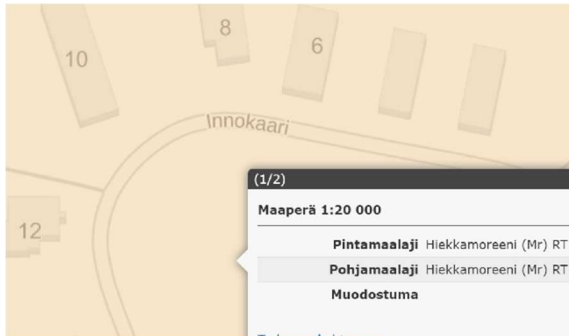 8
6
10
Innokaari
(1/2)
Maaperä 1:20 000
12
Pintamaalaji Hiekkamoreeni (Mr) RT
Pohjamaalaji Hiekkamoreeni (Mr) RT
Muodostuma